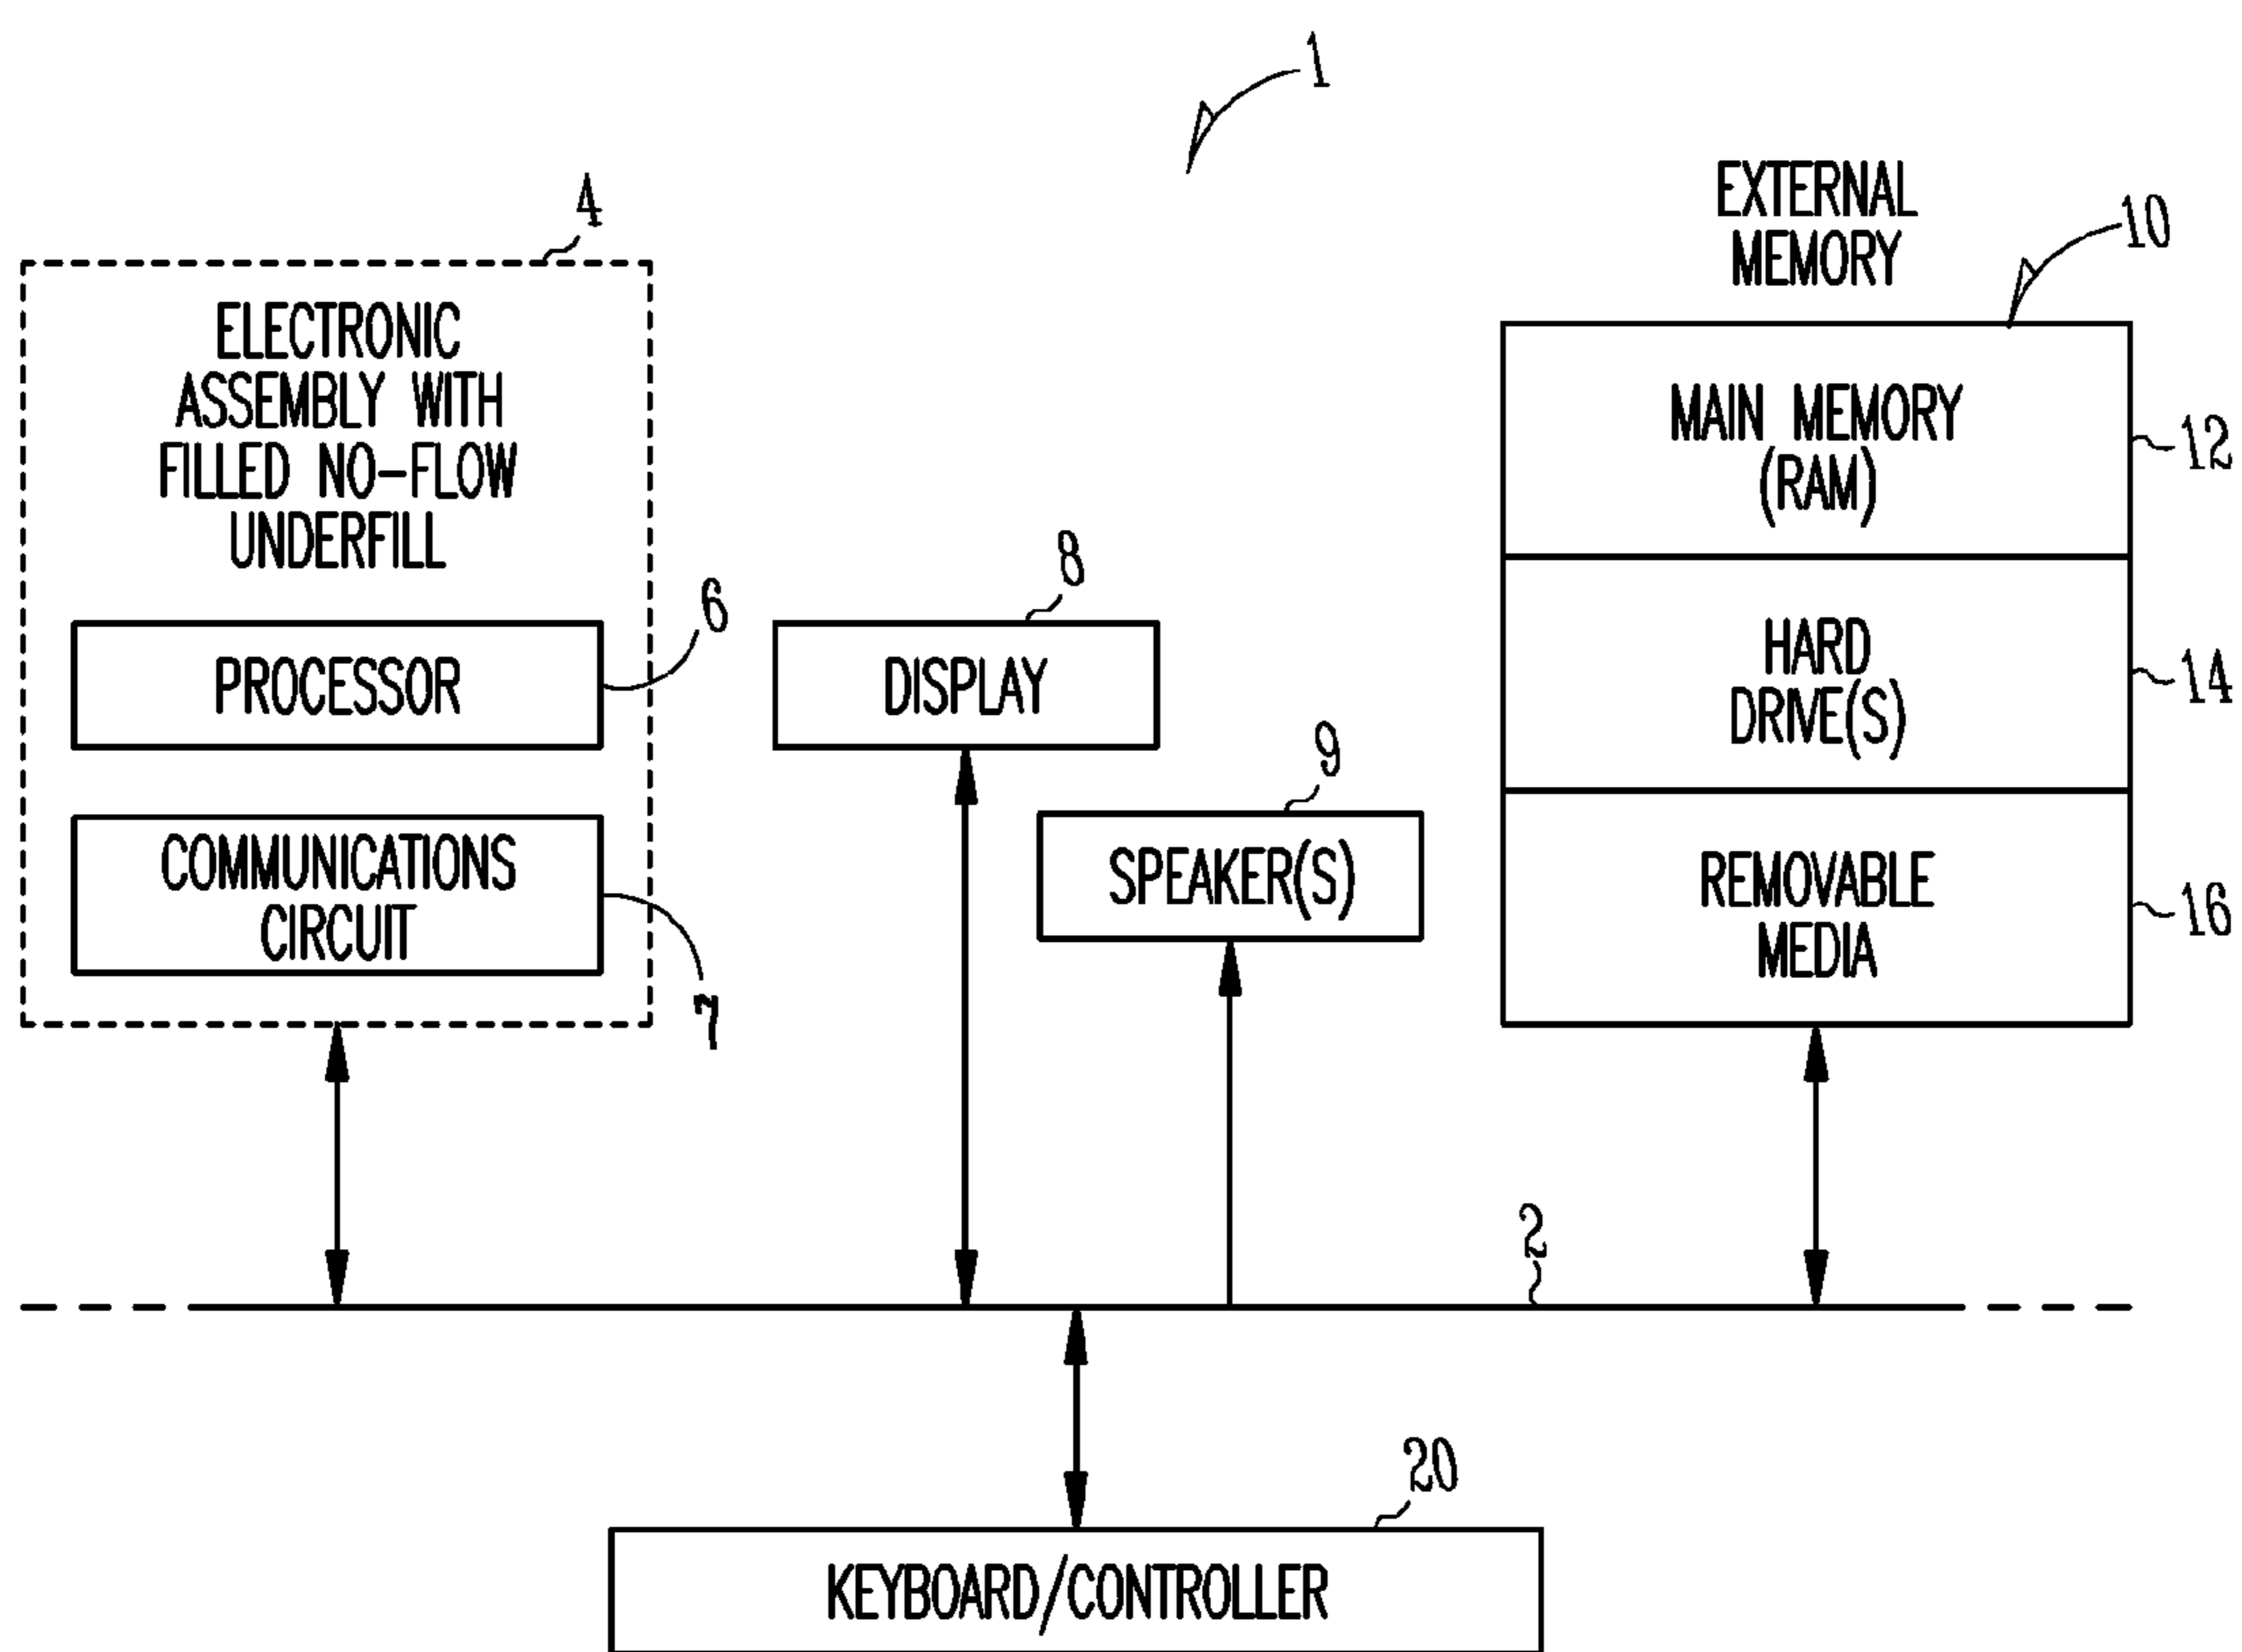 1
4
ELECTRONIC
ASSEMBLY WITH
FILLED NO-FLOW
UNDERFILL
PROCESSOR
6
COMMUNICATIONS
CIRCUIT
7
DISPLAY
8
SPEAKER(S)
9
EXTERNAL
MEMORY
10
MAIN MEMORY
(RAM)
12
HARD
DRIVE(S)
14
REMOVABLE
MEDIA
16
2
20
KEYBOARD/CONTROLLER